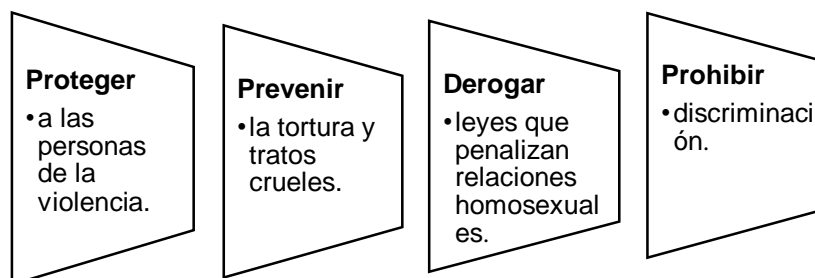 Proteger
•a las
personas
de la
violencia.
Prevenir
•la tortura y
tratos
crueles.
Derogar
•leyes que
penalizan
relaciones
homosexual
es.
Prohibir
•discriminaci
ón.